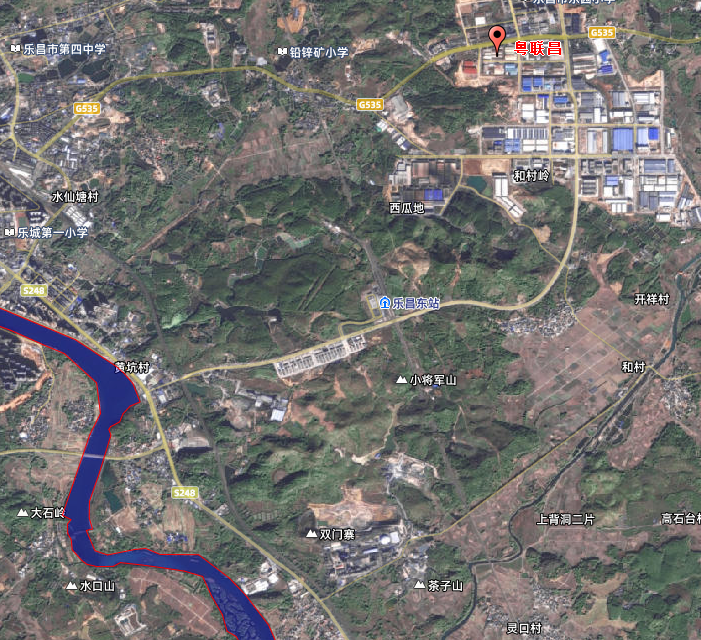 G535
乐昌市第四中学
铅锌矿小学
粤联昌
G535
G535
和村岭
水仙塘村
西瓜地
乐城第一小学
S248
开祥村
乐昌东站
黄坑村
和村
小将军山
S248
大石岭
上背洞二片
高石台村
双门寨
水口山
茶子山
灵口村